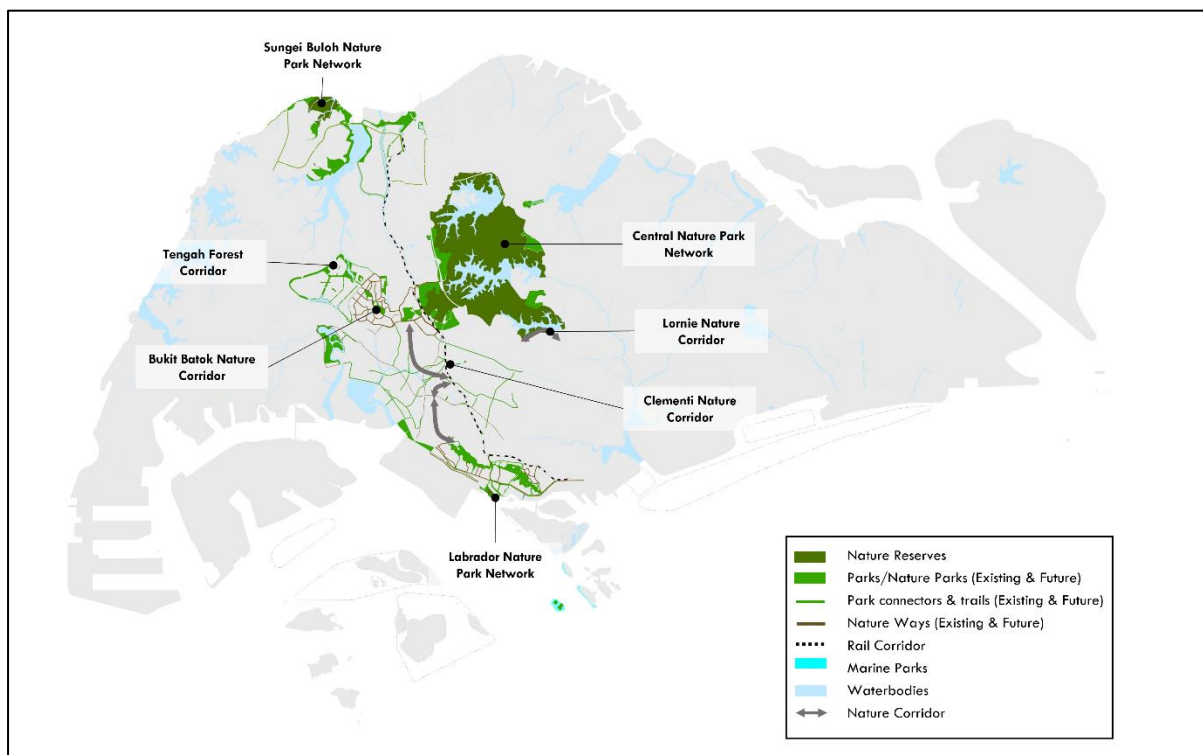 Sungei Buloh Nature
Park Network
Tengah Forest
Corridor
Central Nature Park
Network
Lornie Nature
Corridor
Bukit Batok Nature
Corridor
Clementi Nature
Corridor
Labrador Nature
Park Network
Nature Reserves
Parks/Nature Parks (Existing & Future)
Park connectors & trails (Existing & Future)
Nature Ways (Existing & Future)
Rail Corridor
Marine Parks
Waterbodies
Nature Corridor